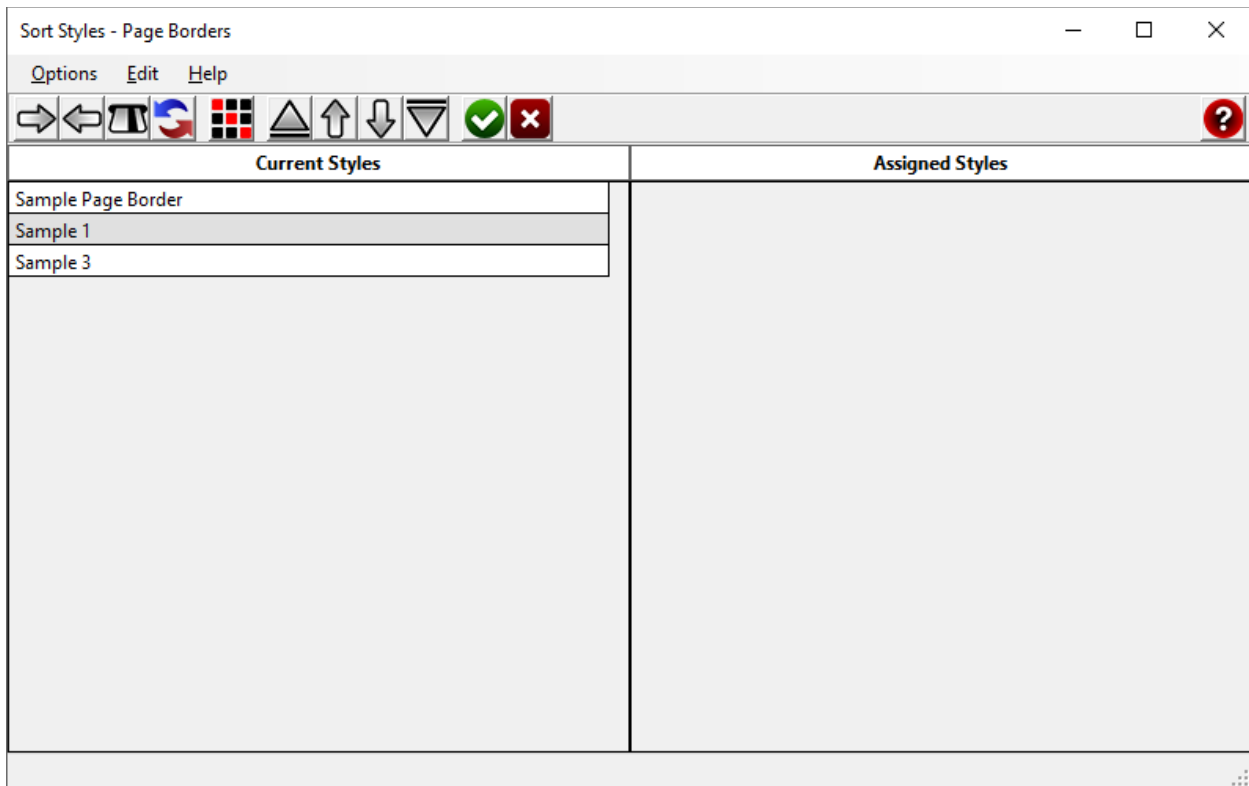 Sort Styles - Page Borders
Options Edit Help
?
Current Styles Assigned Styles
Sample Page Border
Sample 1
Sample 3